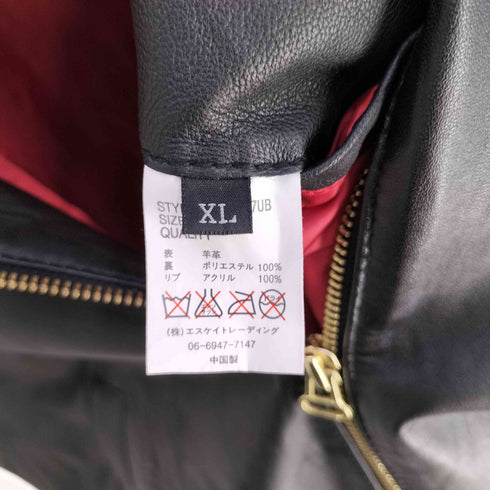 XL
STY
7UB
SIZE
QUALITY
表 羊革
裏 ポリエステル 100%
リブ アクリル 100%
(株)エスケイトレーディング
06-6947-7147
中国製